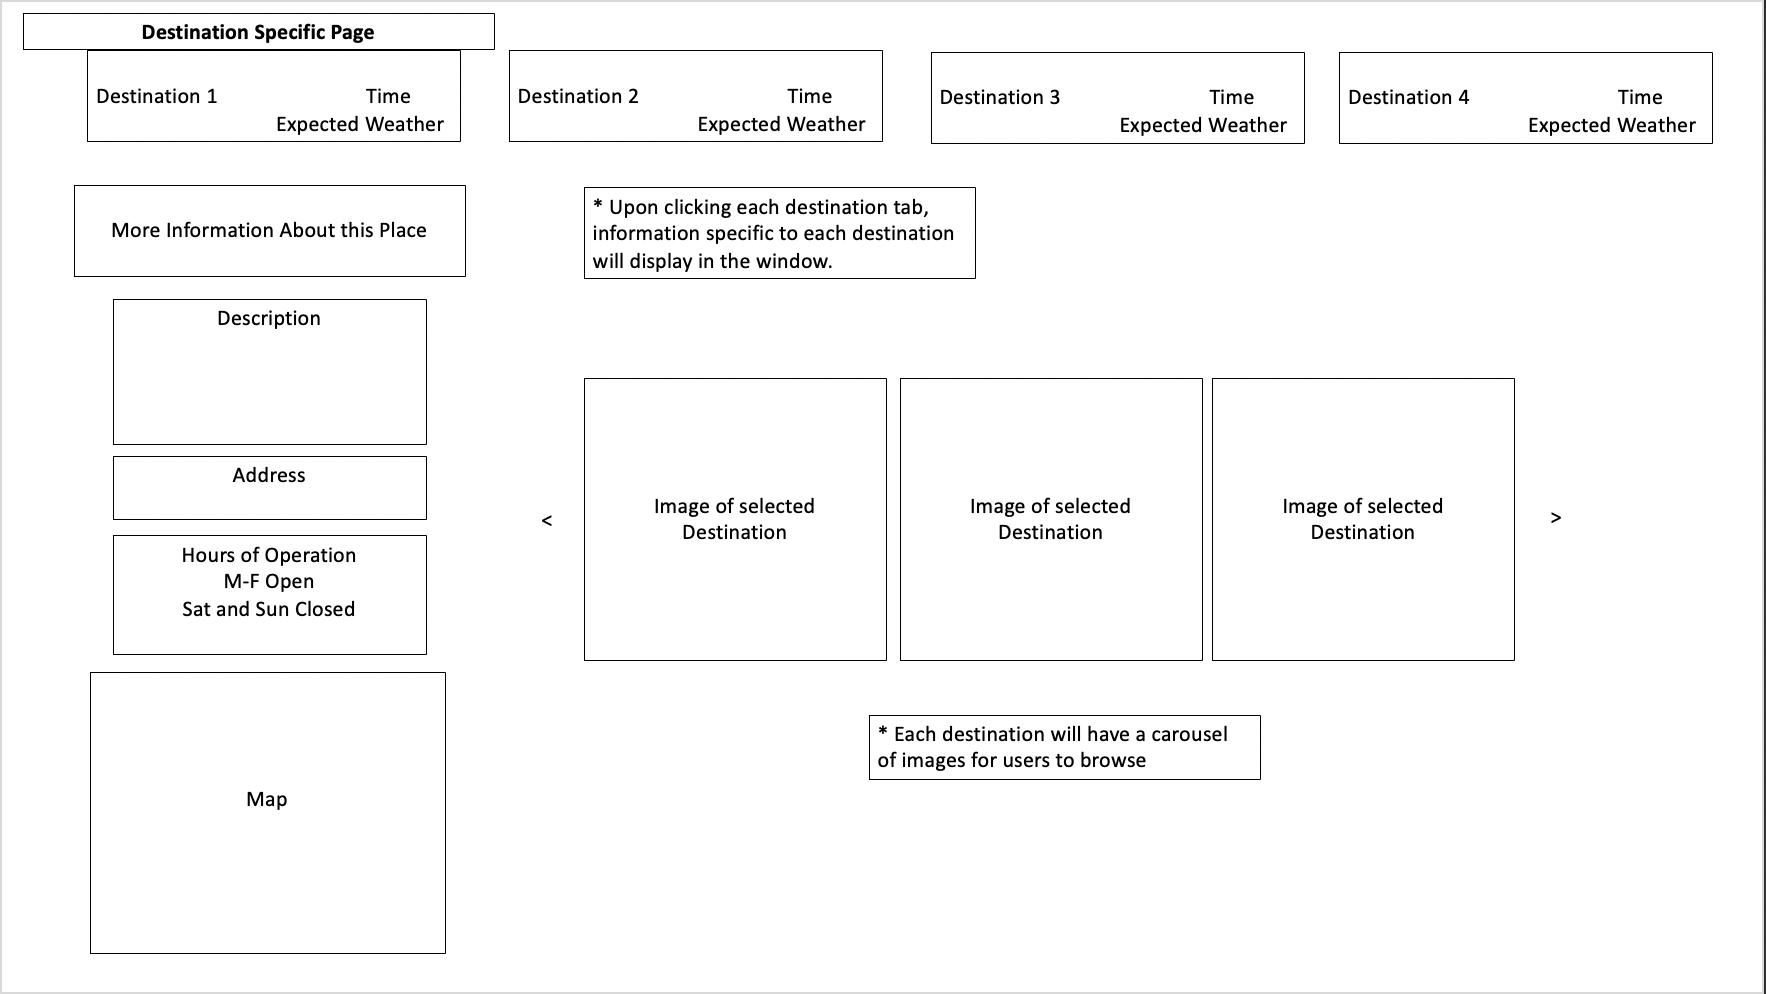 Destination Specific Page
Destination 1 Time
Expected Weather
Destination 2 Time
Expected Weather
Destination 3 Time
Expected Weather
Destination 4 Time
Expected Weather
More Information About this Place
* Upon clicking each destination tab,
information specific to each destination
will display in the window.
Description
Address
Hours of Operation
M-F Open
Sat and Sun Closed
Map
<
Image of selected
Destination
Image of selected
Destination
Image of selected
Destination
>
* Each destination will have a carousel
of images for users to browse